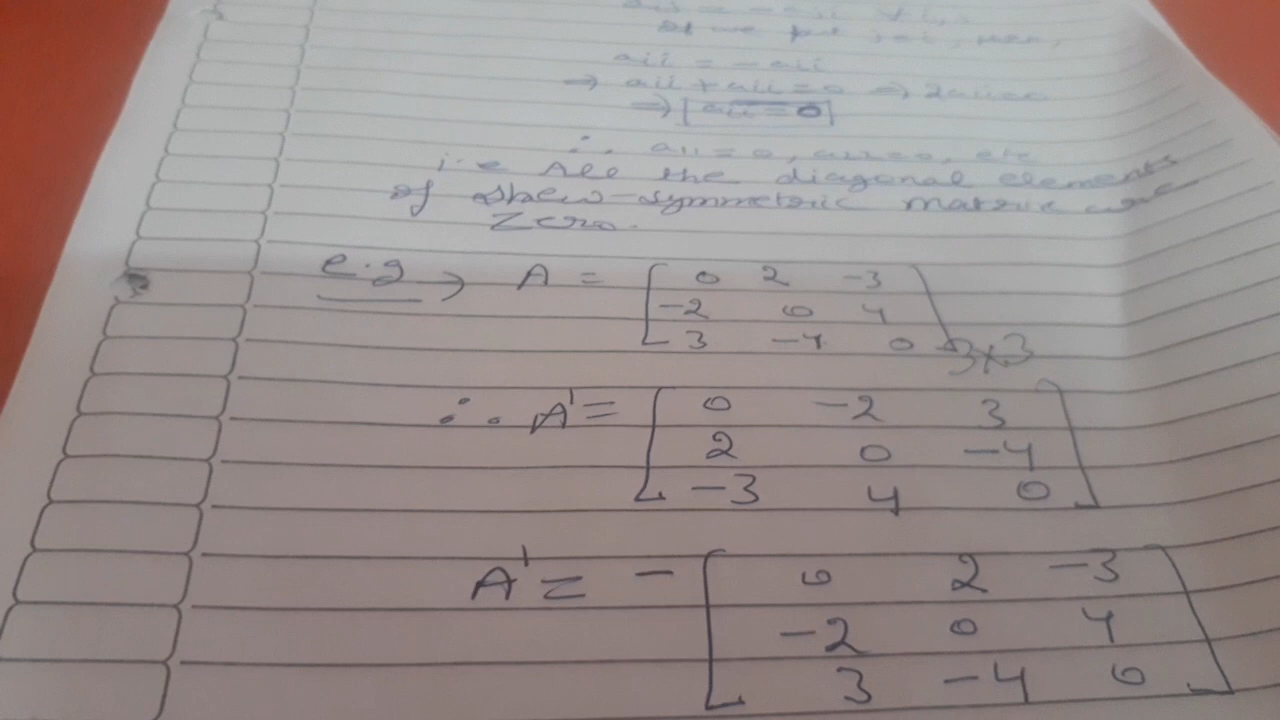 aii = -aii
⇒ aii + aii = 0 ⇒ 2aii=0
⇒ aii = 0
∴ a11 = 0, a22=0, etc
i.e All the diagonal elements
of skew-symmetric matrix are
Zero.
e.g → A = [ 0 2 -3
-2 0 4
3 -4 0 ] 3x3
∴ A' = [ 0 -2 3
2 0 -4
-3 4 0 ]
A' = - [ 0 2 -3
-2 0 4
3 -4 0 ]